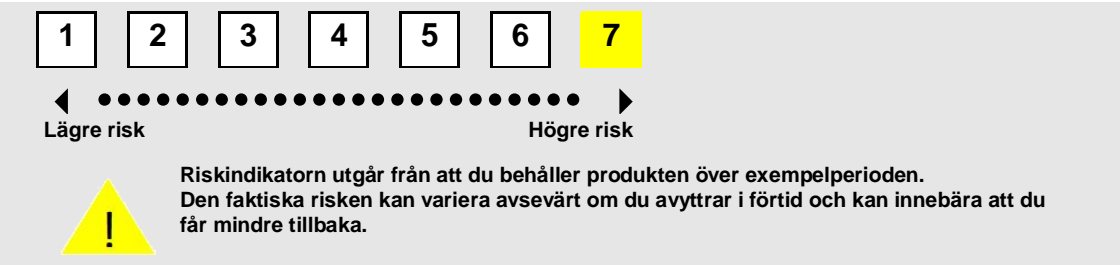 1 2 3 4 5 6 7
Lägre risk Högre risk
Riskindikatorn utgår från att du behåller produkten över exempelperioden.
Den faktiska risken kan variera avsevärt om du avyttrar i förtid och kan innebära att du
får mindre tillbaka.
!